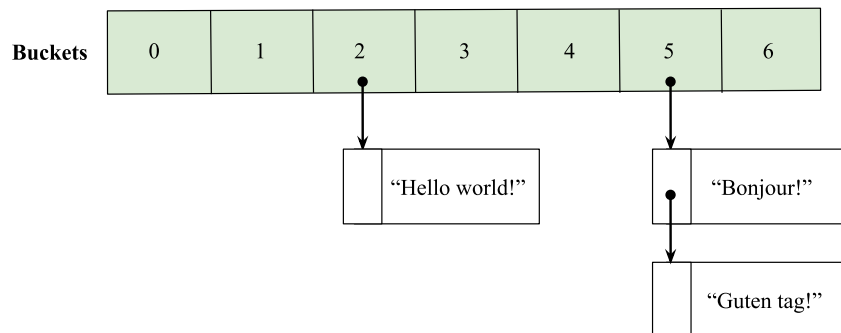 Buckets 0 1 2 3 4 5 6
“Hello world!” “Bonjour!”
“Guten tag!”